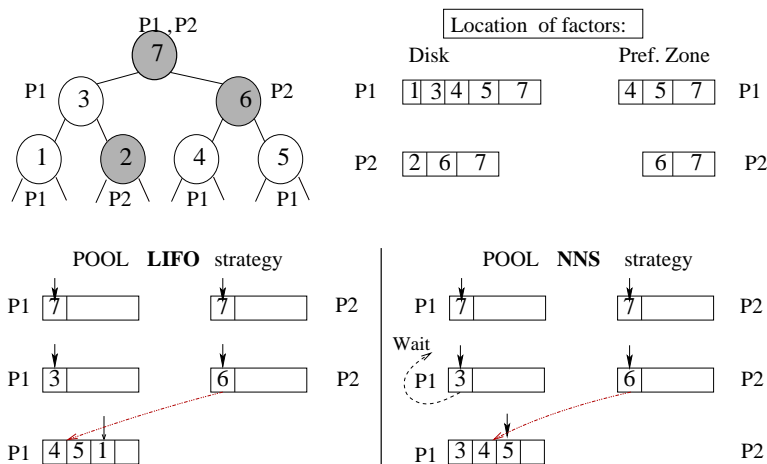 P1 , P2
7
P1 3 6 P2
1 2 4 5
P1 P2 P1 P1
Location of factors:
Disk Pref. Zone
P1 1 3 4 5 7 4 5 7 P1
P2 2 6 7 6 7 P2
POOL LIFO strategy
P1 7 7 P2
P1 3 6 P2
P1 4 5 1
POOL NNS strategy
P1 7 7 P2
Wait
P1 3 6 P2
P1 3 4 5 P2